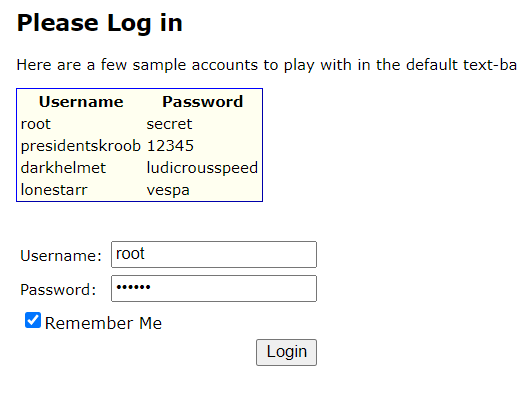 Please Log in
Here are a few sample accounts to play with in the default text-ba
Username Password
root secret
presidentskroob 12345
darkhelmet ludicrousspeed
lonestarr vespa
Username: root
Password: ••••••
Remember Me
Login